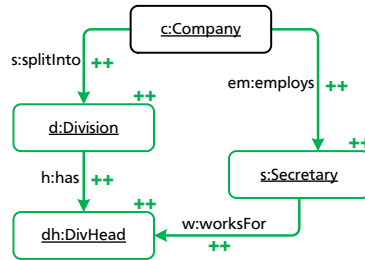 c:Company
s:splitInto
++
++
em:employs
++
++
d:Division
h:has
++
++
++
s:Secretary
w:worksFor
++
dh:DivHead